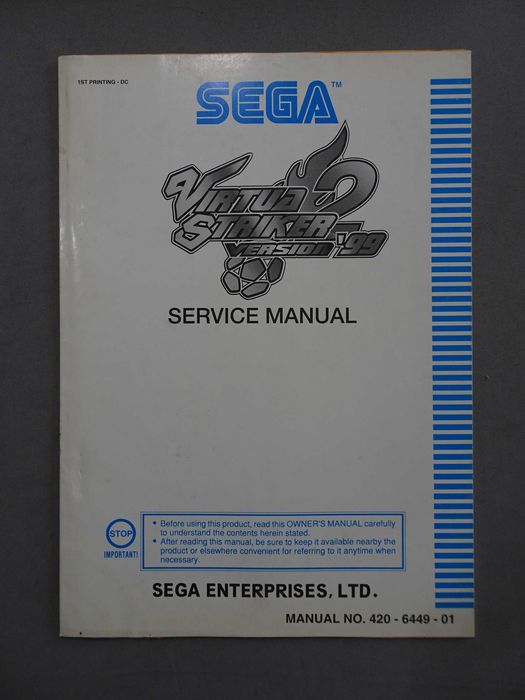 1ST PRINTING - DC
SEGA™
VIRTUA
STRIKER 2
VERSION '99
SERVICE MANUAL
STOP
IMPORTANT!
• Before using this product, read this OWNER'S MANUAL carefully
to understand the contents herein stated.
• After reading this manual, be sure to keep it available nearby the
product or elsewhere convenient for referring to it anytime when
necessary.
SEGA ENTERPRISES, LTD.
MANUAL NO. 420 - 6449 - 01